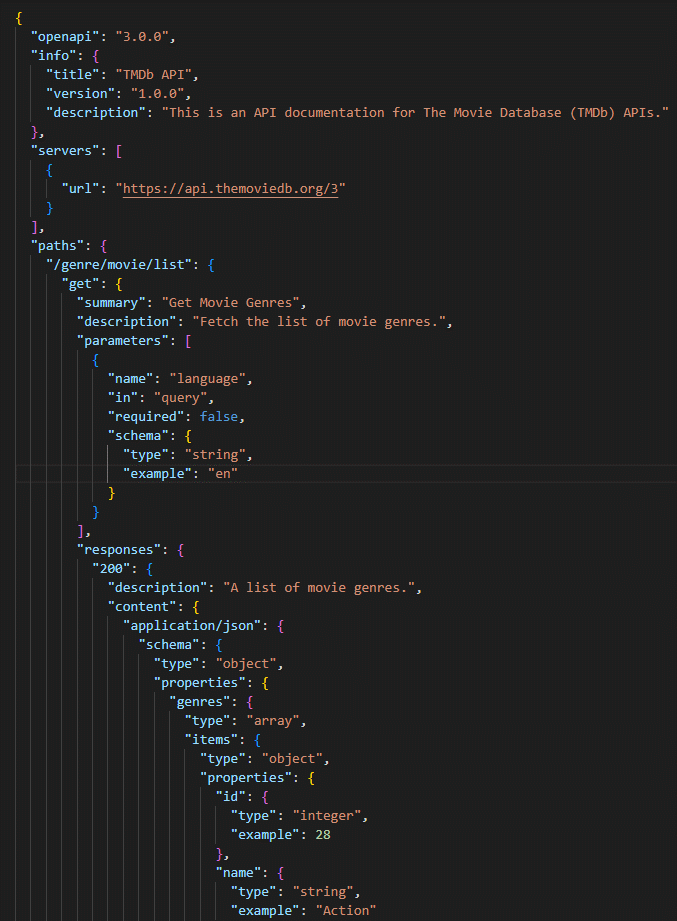 {
"openapi": "3.0.0",
"info": {
"title": "TMDb API",
"version": "1.0.0",
"description": "This is an API documentation for The Movie Database (TMDb) APIs."
},
"servers": [
{
"url": "https://api.themoviedb.org/3"
}
],
"paths": {
"/genre/movie/list": {
"get": {
"summary": "Get Movie Genres",
"description": "Fetch the list of movie genres.",
"parameters": [
{
"name": "language",
"in": "query",
"required": false,
"schema": {
"type": "string",
"example": "en"
}
}
],
"responses": {
"200": {
"description": "A list of movie genres.",
"content": {
"application/json": {
"schema": {
"type": "object",
"properties": {
"genres": {
"type": "array",
"items": {
"type": "object",
"properties": {
"id": {
"type": "integer",
"example": 28
},
"name": {
"type": "string",
"example": "Action"